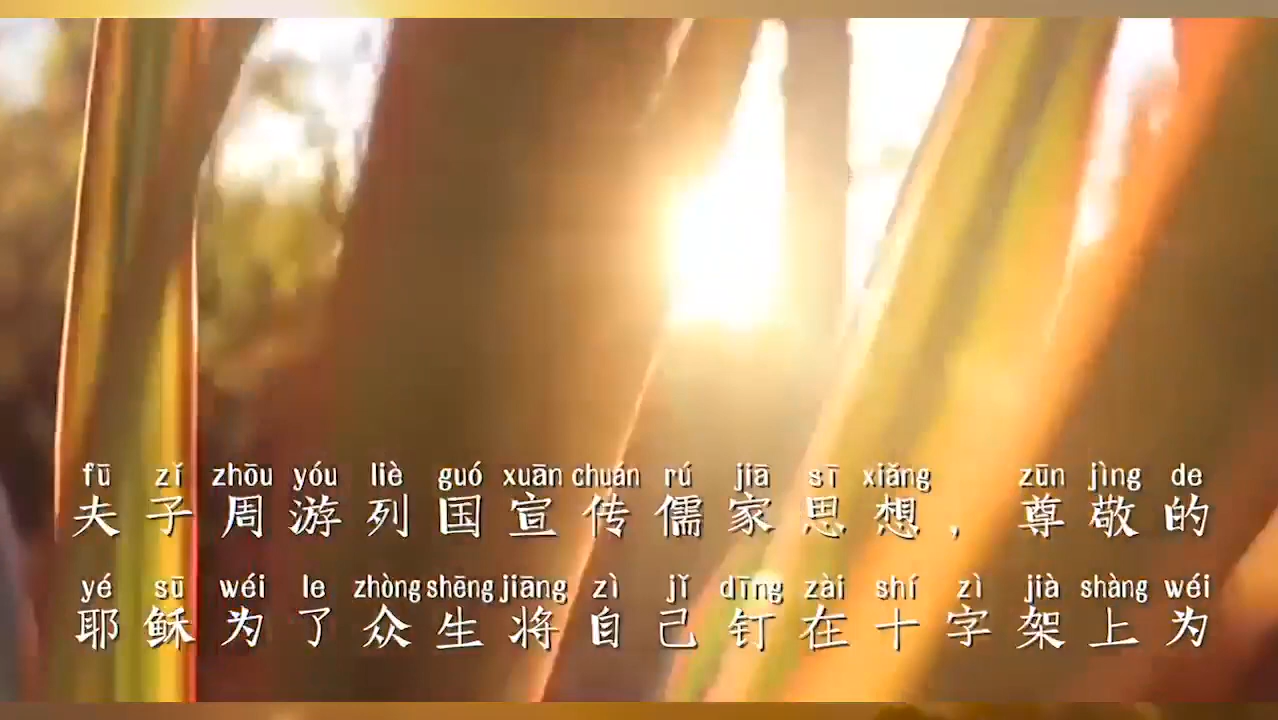 fū zǐ zhōu yóu liè guó xuān chuán rú jiā sī xiǎng zūn jìng de
夫子周游列国宣传儒家思想，尊敬的
yé sū wéi le zhòng shēng jiāng zì jǐ dīng zài shí zì jià shàng wéi
耶稣为了众生将自己钉在十字架上为